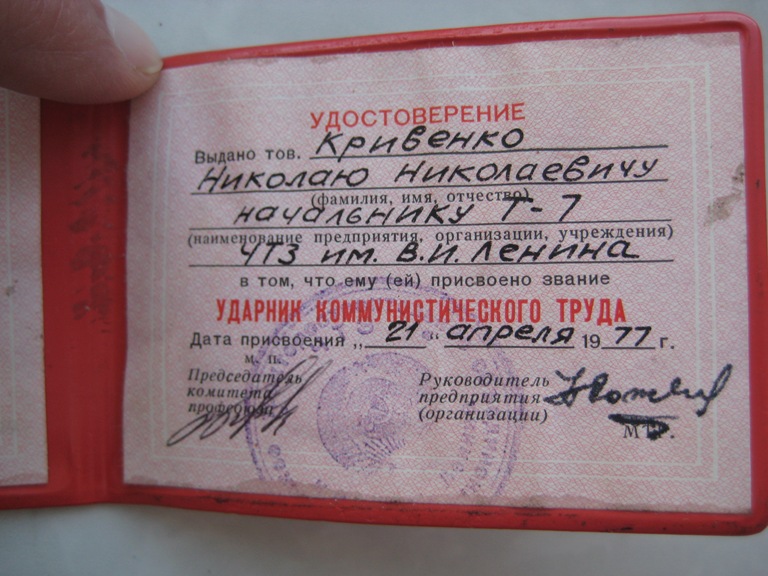 УДОСТОВЕРЕНИЕ
Выдано тов. Кривенко
Николаю Николаевичу
(фамилия, имя, отчество)
начальнику Т-7
(наименование предприятия, организации, учреждения)
ЧТЗ им. В.И. Ленина
в том, что ему (ей) присвоено звание
УДАРНИК КОММУНИСТИЧЕСКОГО ТРУДА
Дата присвоения „21“ апреля 1977 г.
м. п.
Председатель комитета профсоюза
Руководитель предприятия (организации)